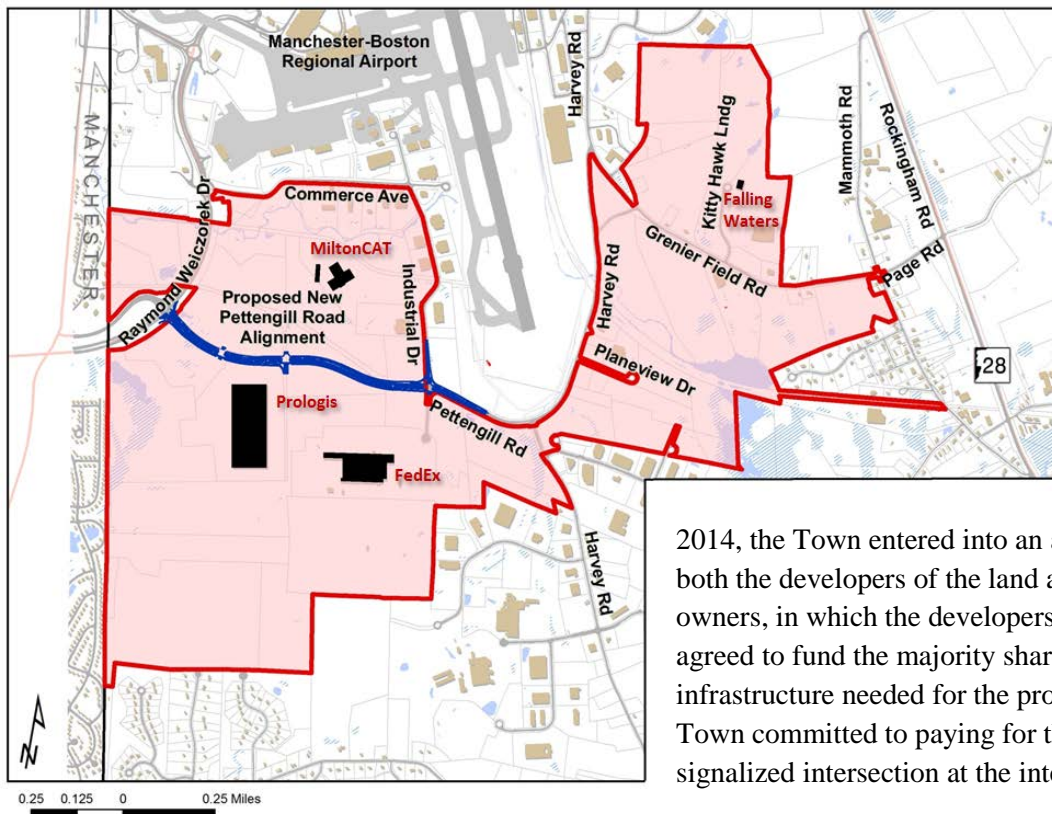 Manchester-Boston
Regional Airport
Harvey Rd
Kitty Hawk Lndg
Mammoth Rd
Rockingham Rd
MANCHESTER
Raymond Weiczorek Dr
Commerce Ave
MiltonCAT
Falling
Waters
Grenier Field Rd
Page Rd
Industrial Dr
Proposed New
Pettengill Road
Alignment
Harvey Rd
Planeview Dr
28
Prologis
Pettengill Rd
FedEx
Harvey Rd
2014, the Town entered into an
both the developers of the land
owners, in which the developers
agreed to fund the majority
infrastructure needed for the
Town committed to paying for
signalized intersection at the
N
0.25 0.125 0 0.25 Miles